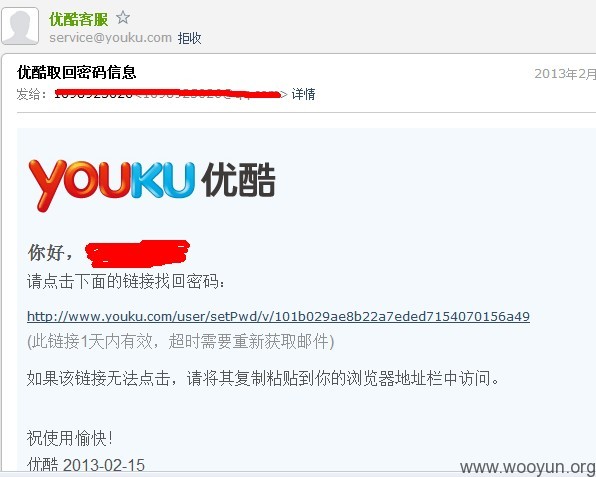 优酷客服
service@youku.com 拒收
优酷取回密码信息
2013年2月
发给： 详情
YOUKU 优酷
你好，
请点击下面的链接找回密码：
http://www.youku.com/user/setPwd/v/101b029ae8b22a7eded7154070156a49
(此链接1天内有效，超时需要重新获取邮件)
如果该链接无法点击，请将其复制粘贴到你的浏览器地址栏中访问。
祝使用愉快！
优酷 2013-02-15
www.wooyun.org